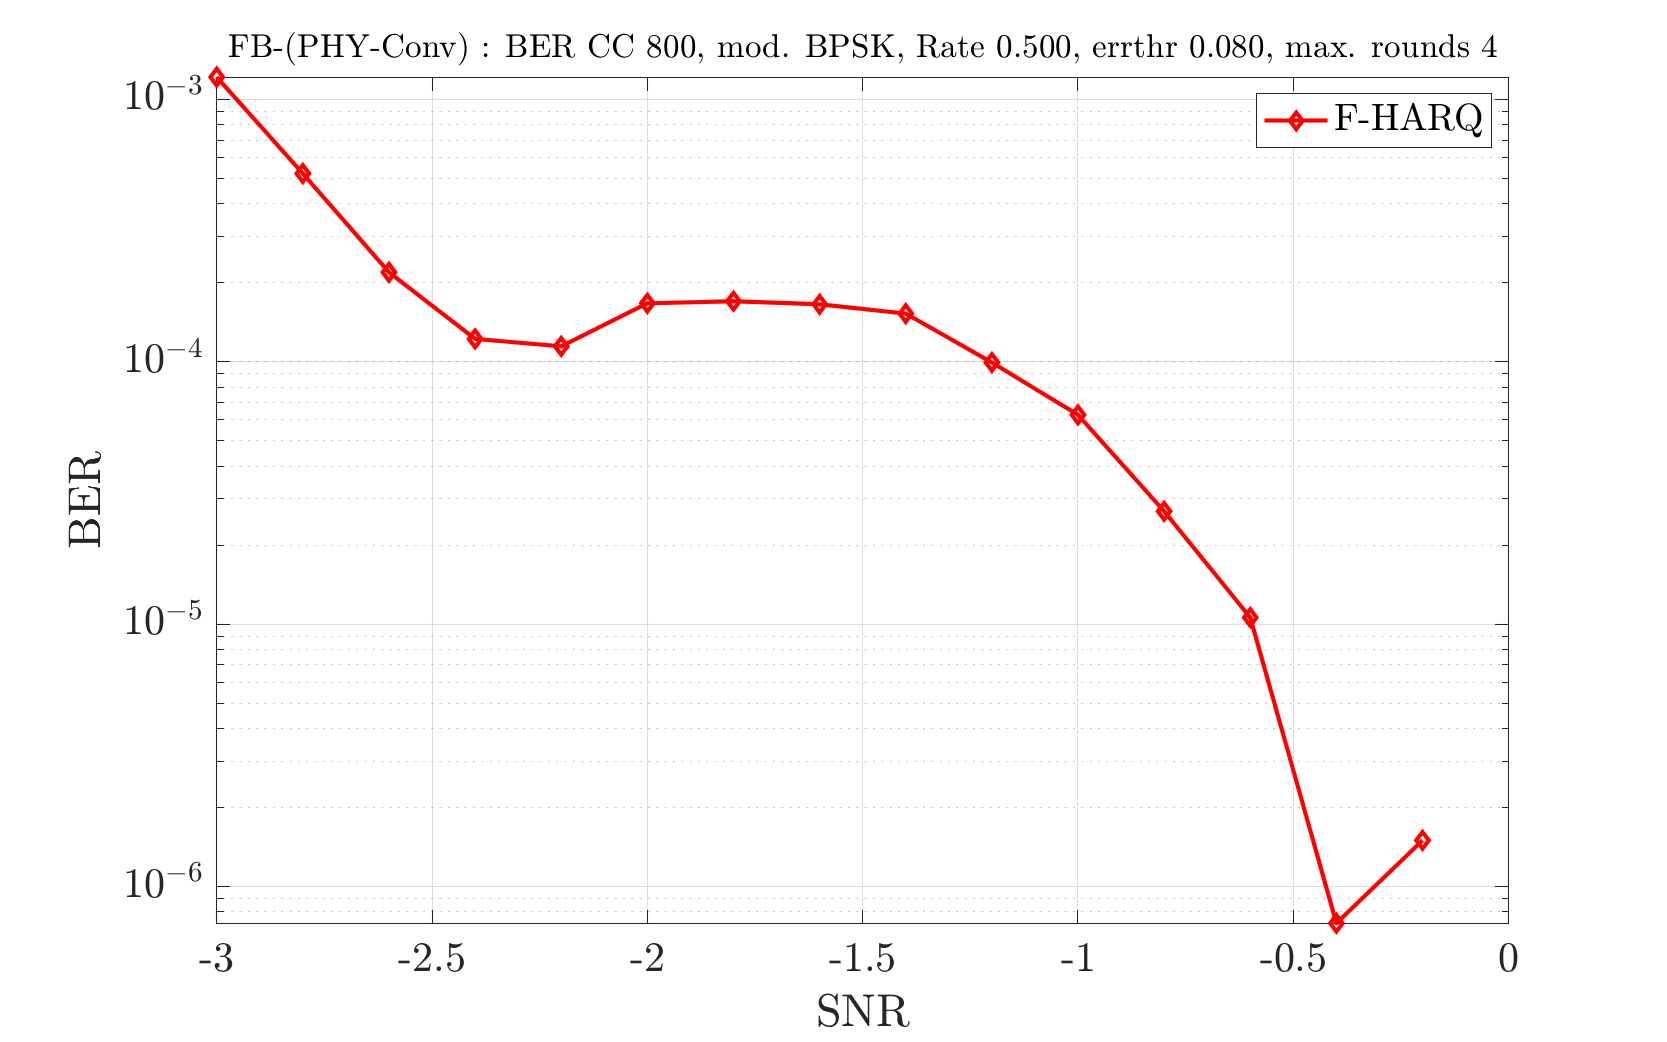 FB-(PHY-Conv) : BER CC 800, mod. BPSK, Rate 0.500, errthr 0.080, max. rounds 4
F-HARQ
10⁻³
10⁻⁴
10⁻⁵
10⁻⁶
BER
-3 -2.5 -2 -1.5 -1 -0.5 0
SNR